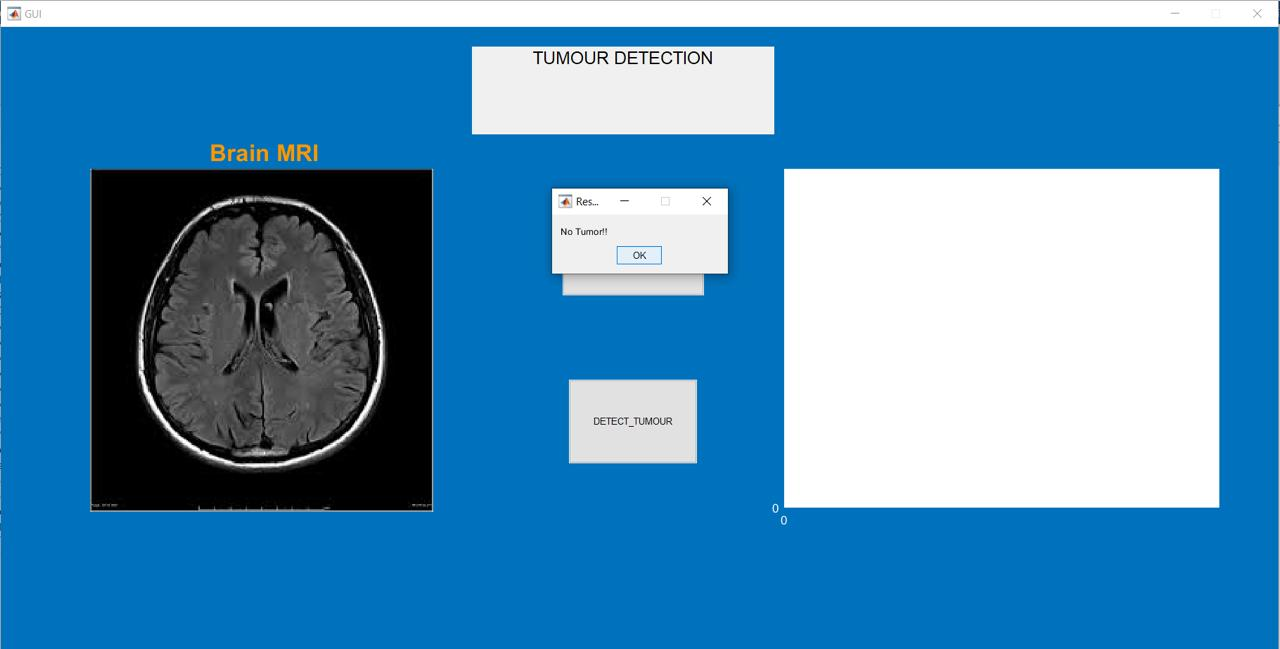 GUI
TUMOUR DETECTION
Brain MRI
Res...
No Tumor!!
OK
DETECT_TUMOUR
0
0